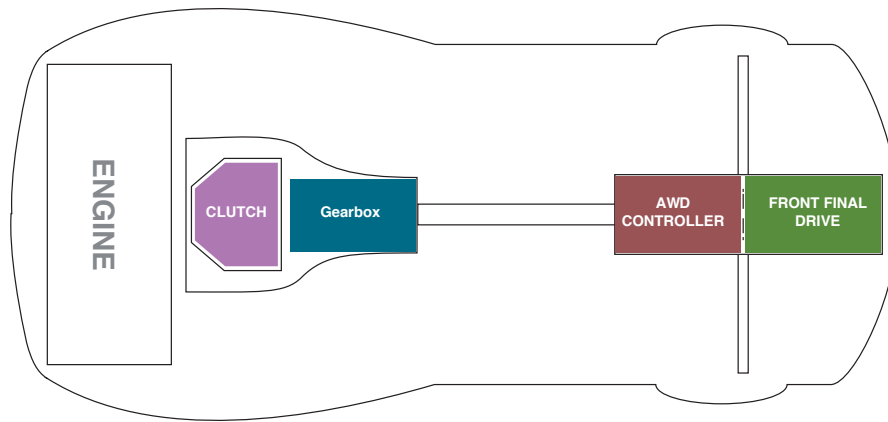 ENGINE
CLUTCH
Gearbox
AWD
CONTROLLER
FRONT FINAL
DRIVE